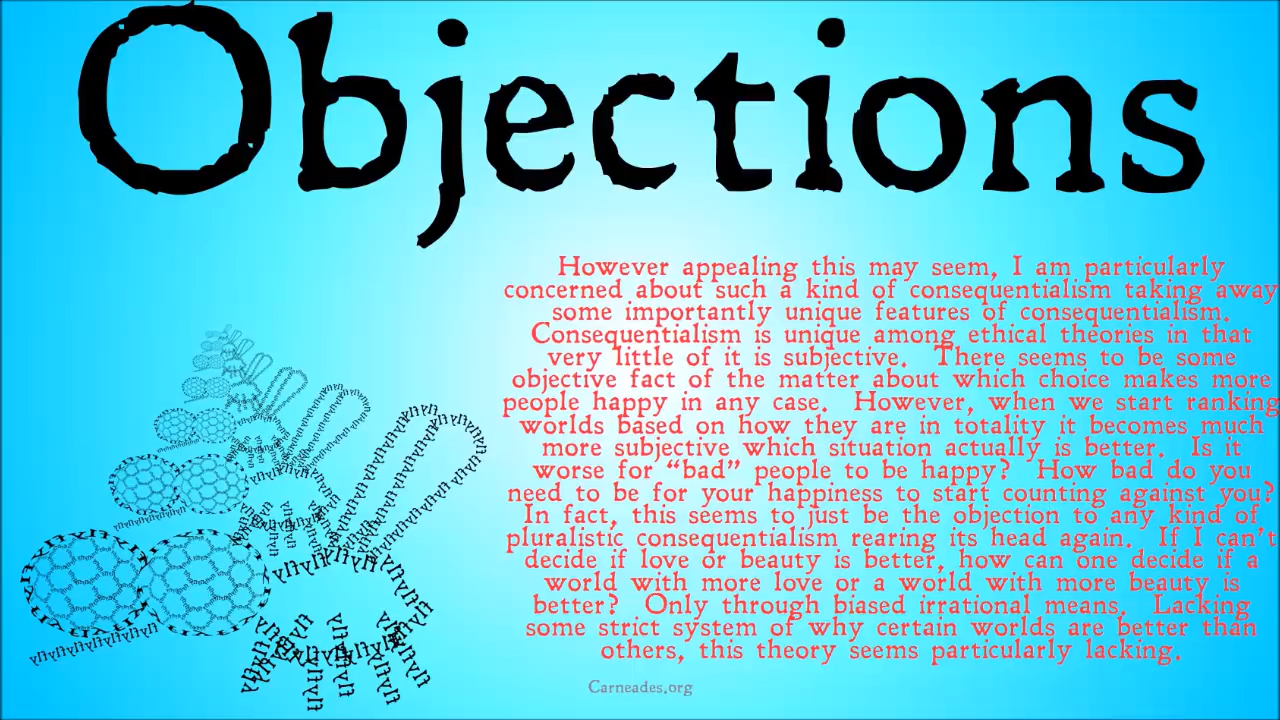 Objections
However appealing this may seem, I am particularly
concerned about such a kind of consequentialism taking away
some importantly unique features of consequentialism.
Consequentialism is unique among ethical theories in that
very little of it is subjective.  There seems to be some
objective fact of the matter about which choice makes more
people happy in any case.  However, when we start ranking
worlds based on how they are in totality it becomes much
more subjective which situation actually is better.  Is it
worse for “bad” people to be happy?  How bad do you
need to be for your happiness to start counting against you?
In fact, this seems to just be the objection to any kind of
pluralistic consequentialism rearing its head again.  If I can't
decide if love or beauty is better, how can one decide if a
world with more love or a world with more beauty is
better?  Only through biased irrational means.  Lacking
some strict system of why certain worlds are better than
others, this theory seems particularly lacking.
Carneades.org